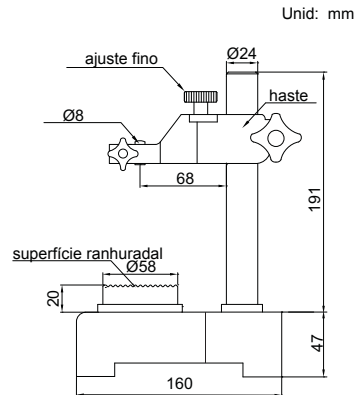 Unid: mm
Ø24
ajuste fino
haste
Ø8
68
191
superfície ranhuradal
Ø58
20
47
160